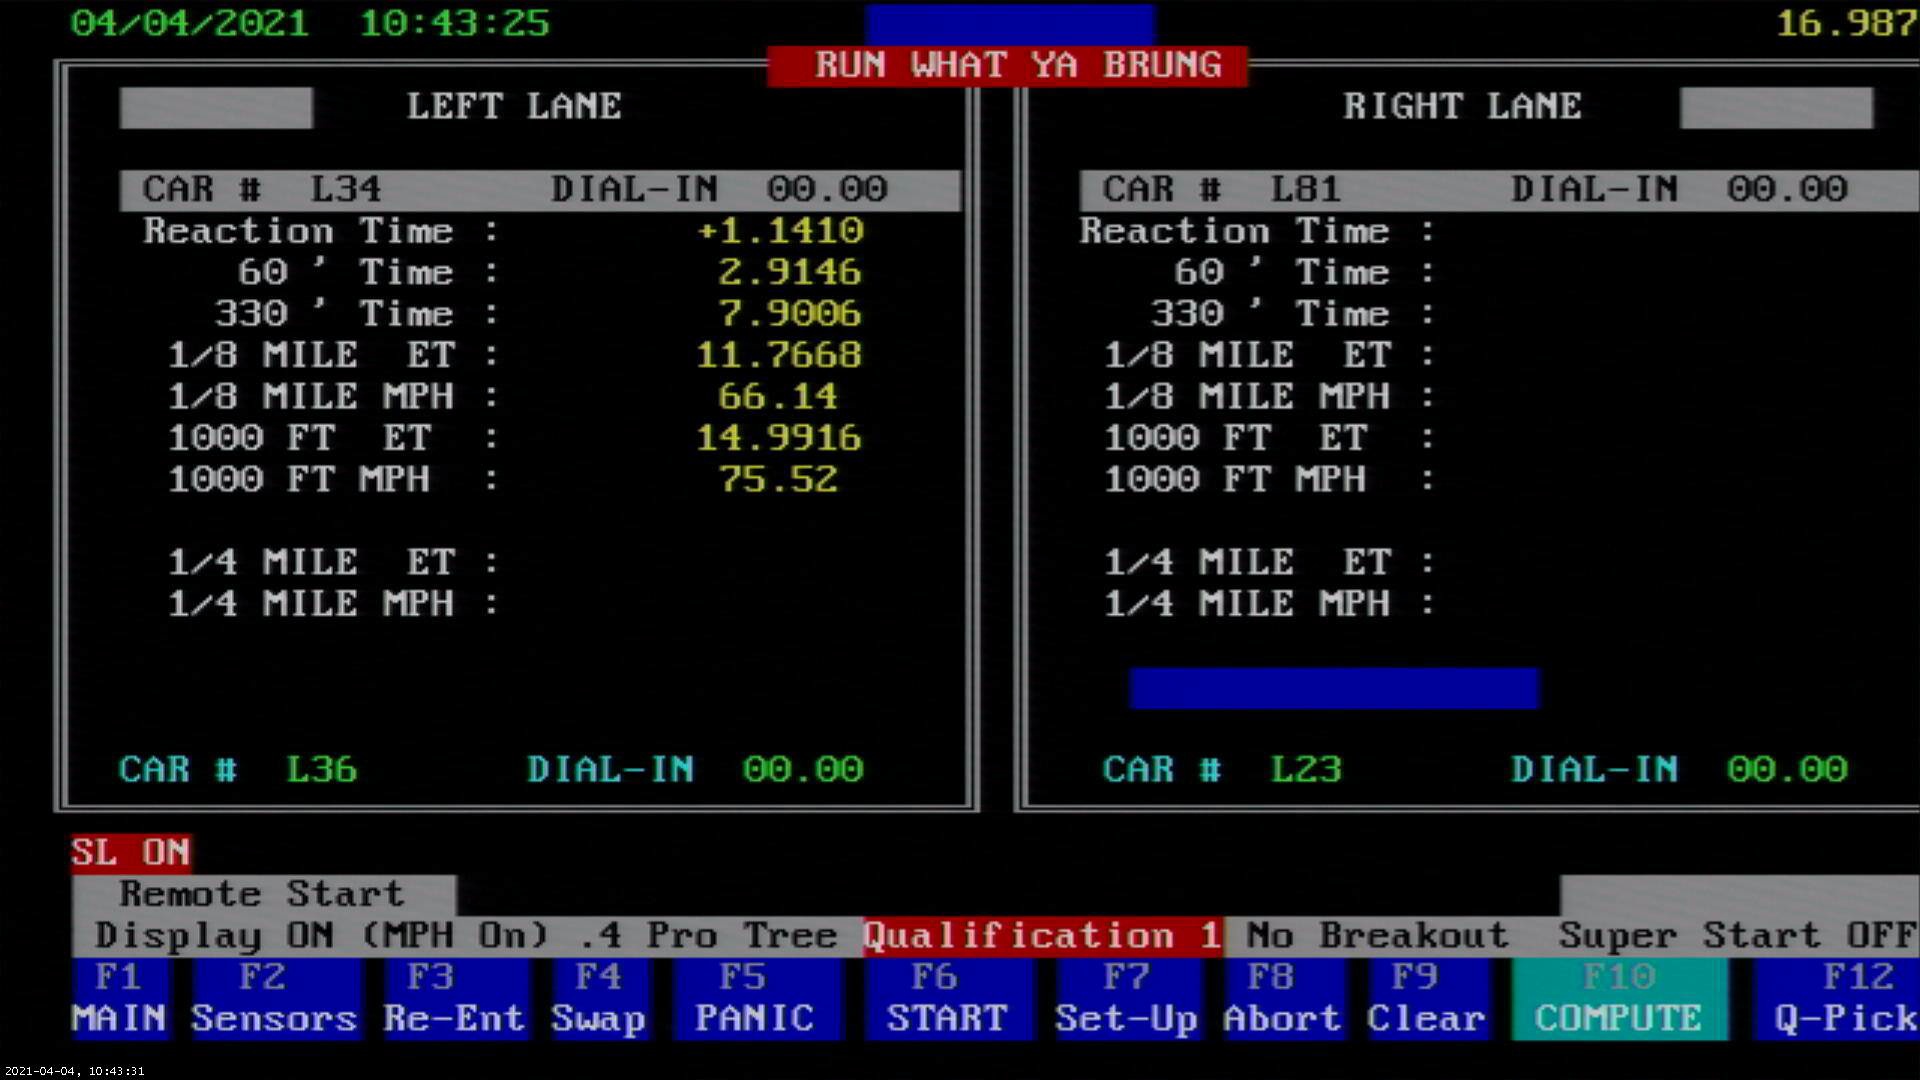 04/04/2021 10:43:25 16.987
RUN WHAT YA BRUNG
LEFT LANE
CAR # L34 DIAL-IN 00.00
Reaction Time : +1.1410
60 ' Time : 2.9146
330 ' Time : 7.9006
1/8 MILE ET : 11.7668
1/8 MILE MPH : 66.14
1000 FT ET : 14.9916
1000 FT MPH : 75.52
1/4 MILE ET :
1/4 MILE MPH :
CAR # L36 DIAL-IN 00.00
RIGHT LANE
CAR # L81 DIAL-IN 00.00
Reaction Time :
60 ' Time :
330 ' Time :
1/8 MILE ET :
1/8 MILE MPH :
1000 FT ET :
1000 FT MPH :
1/4 MILE ET :
1/4 MILE MPH :
CAR # L23 DIAL-IN 00.00
SL ON
Remote Start
Display ON (MPH On) .4 Pro Tree Qualification 1 No Breakout Super Start OFF
F1 F2 F3 F4 F5 F6 F7 F8 F9 F10 F12
MAIN Sensors Re-Ent Swap PANIC START Set-Up Abort Clear COMPUTE Q-Pick
2021-04-04, 10:43:31